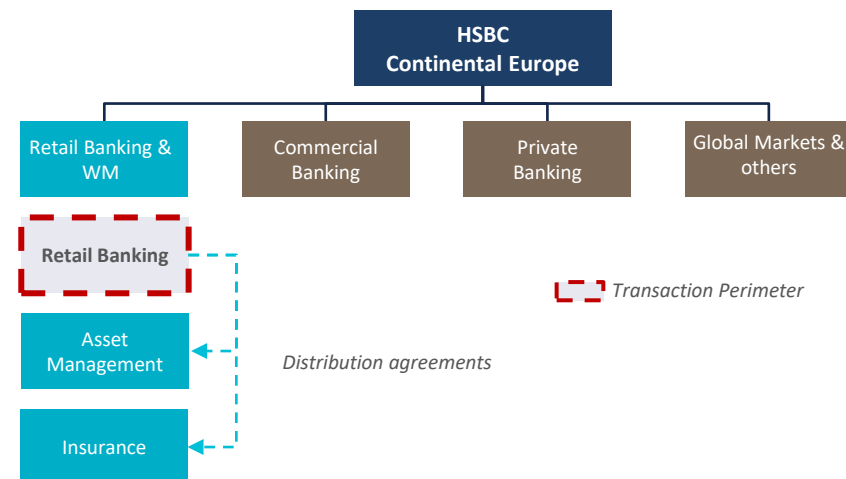 HSBC
Continental Europe
Retail Banking &
WM
Commercial
Banking
Private
Banking
Global Markets &
others
Retail Banking
Transaction Perimeter
Asset
Management
Distribution agreements
Insurance